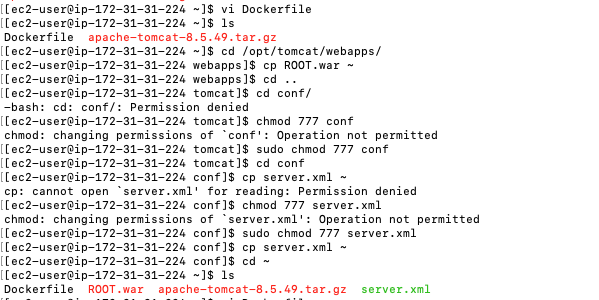 [[ec2-user@ip-172-31-31-224 ~]$ vi Dockerfile
[[ec2-user@ip-172-31-31-224 ~]$ ls
Dockerfile  apache-tomcat-8.5.49.tar.gz
[[ec2-user@ip-172-31-31-224 ~]$ cd /opt/tomcat/webapps/
[[ec2-user@ip-172-31-31-224 webapps]$ cp ROOT.war ~
[[ec2-user@ip-172-31-31-224 webapps]$ cd ..
[[ec2-user@ip-172-31-31-224 tomcat]$ cd conf/
-bash: cd: conf/: Permission denied
[[ec2-user@ip-172-31-31-224 tomcat]$ chmod 777 conf
chmod: changing permissions of `conf': Operation not permitted
[[ec2-user@ip-172-31-31-224 tomcat]$ sudo chmod 777 conf
[[ec2-user@ip-172-31-31-224 tomcat]$ cd conf
[[ec2-user@ip-172-31-31-224 conf]$ cp server.xml ~
cp: cannot open `server.xml' for reading: Permission denied
[[ec2-user@ip-172-31-31-224 conf]$ chmod 777 server.xml
chmod: changing permissions of `server.xml': Operation not permitted
[[ec2-user@ip-172-31-31-224 conf]$ sudo chmod 777 server.xml
[[ec2-user@ip-172-31-31-224 conf]$ cp server.xml ~
[[ec2-user@ip-172-31-31-224 conf]$ cd ~
[[ec2-user@ip-172-31-31-224 ~]$ ls
Dockerfile  ROOT.war  apache-tomcat-8.5.49.tar.gz  server.xml